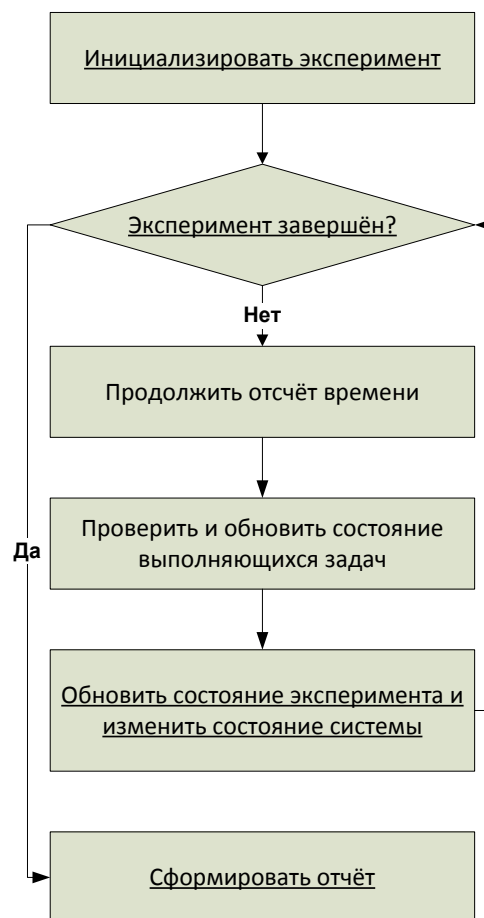 Инициализировать эксперимент
Эксперимент завершён?
Нет
Продолжить отсчёт времени
Проверить и обновить состояние
выполняющихся задач
Да
Обновить состояние эксперимента и
изменить состояние системы
Сформировать отчёт